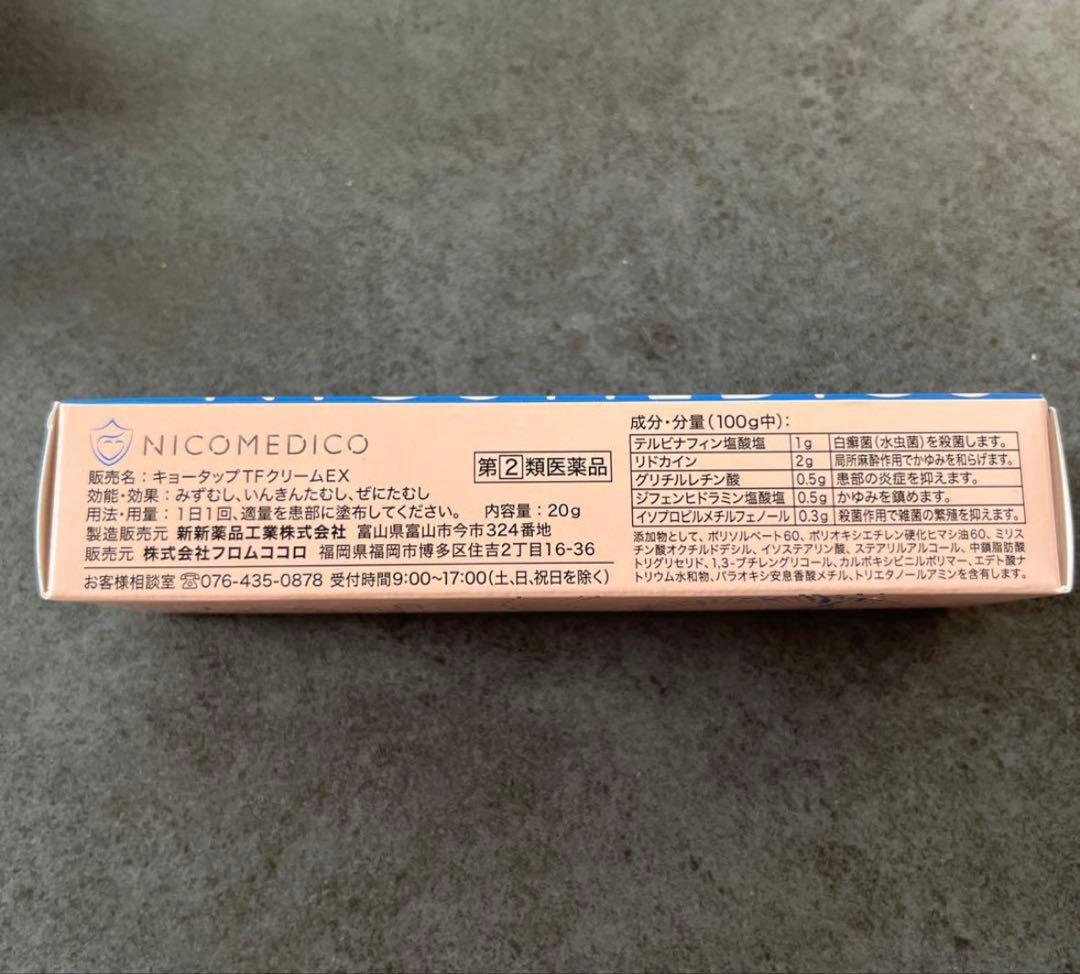 NICOMEDICO
販売名：キョータップTFクリームEX
第②類医薬品
効能・効果：みずむし、いんきんたむし、ぜにたむし
用法・用量：1日1回、適量を患部に塗布してください。 内容量：20g
製造販売元 新新薬品工業株式会社 富山県富山市今市324番地
販売元 株式会社フロムココロ 福岡県福岡市博多区住吉2丁目16-36
お客様相談室 ☎076-435-0878 受付時間9:00~17:00(土、日、祝日を除く)
成分・分量(100g中)：
テルビナフィン塩酸塩 1g 白癬菌(水虫菌)を殺菌します。
リドカイン 2g 局所麻酔作用でかゆみを和らげます。
グリチルレチン酸 0.5g 患部の炎症を抑えます。
ジフェンヒドラミン塩酸塩 0.5g かゆみを鎮めます。
イソプロピルメチルフェノール 0.3g 殺菌作用で雑菌の繁殖を抑えます。
添加物として、ポリソルベート60、ポリオキシエチレン硬化ヒマシ油60、ミリス
チン酸オクチルドデシル、イソステアリン酸、ステアリルアルコール、中鎖脂肪酸
トリグリセリド、1,3-ブチレングリコール、カルボキシビニルポリマー、エデト酸ナ
トリウム水和物、パラオキシ安息香酸メチル、トリエタノールアミンを含有します。